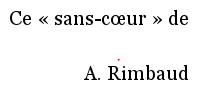 Ce « sans-cœur » de
A. Rimbaud